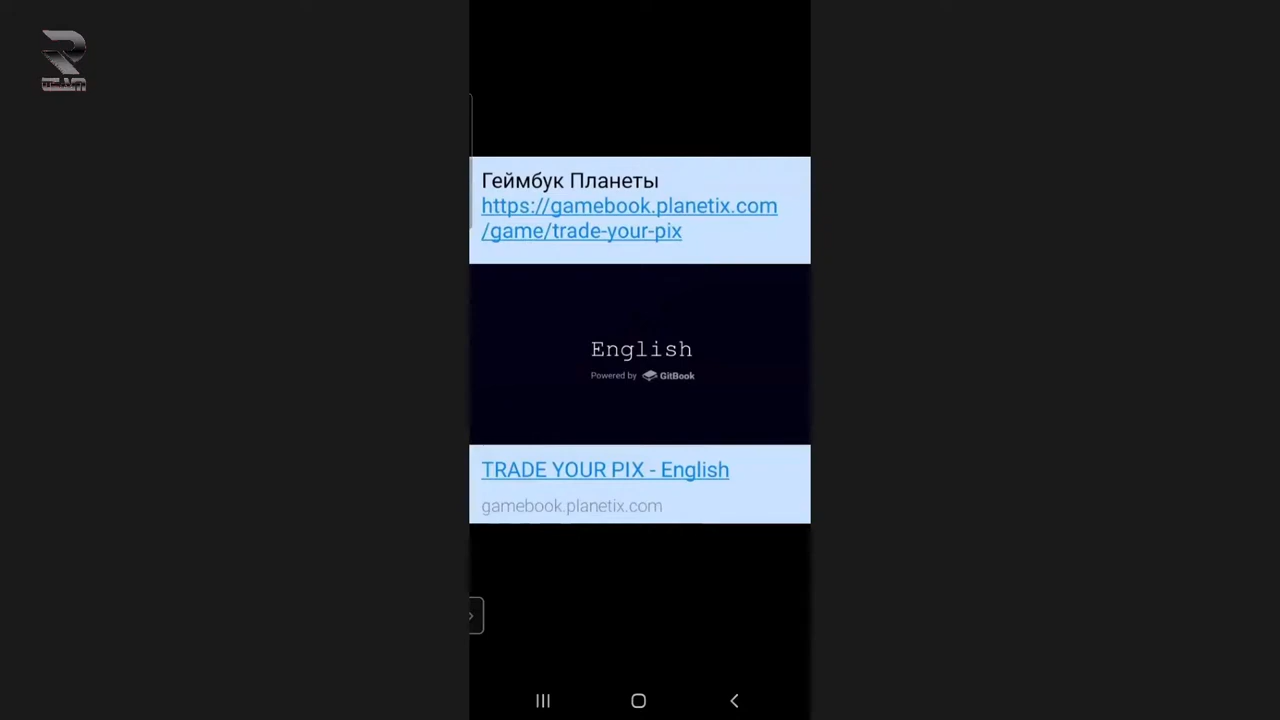 Геймбук Планеты
https://gamebook.planetix.com
/game/trade-your-pix
English
Powered by GitBook
TRADE YOUR PIX - English
gamebook.planetix.com